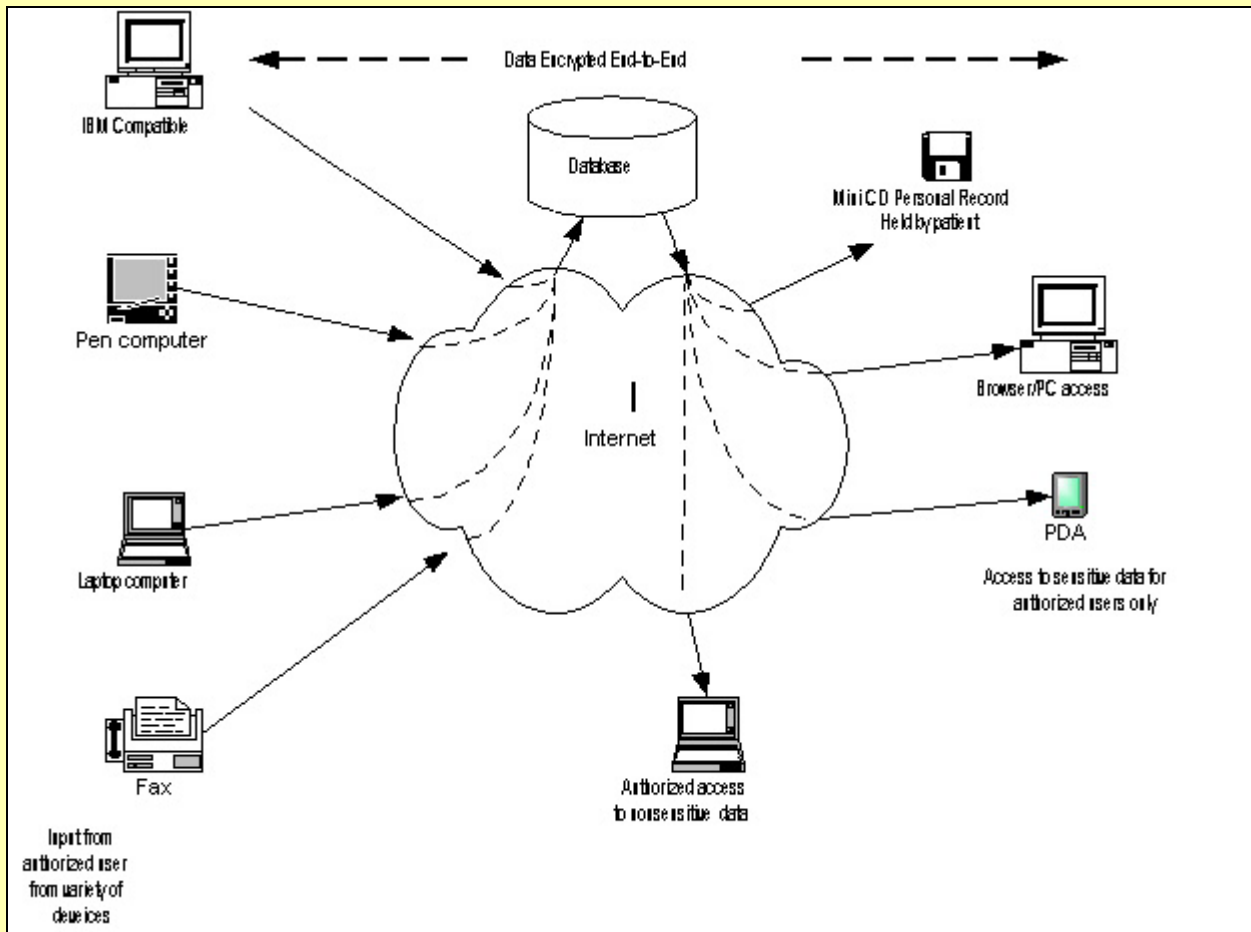 Data Encrypted End-to-End
IBM Compatible
Database
Mini CD Personal Record
Held by patient
Pen computer
Browser/PC access
Internet
Laptop computer
PDA
Access to sensitive data for
authorized users only
Fax
Authorized access
to nonsensitive data
Input from
authorized user
from variety of
deveices